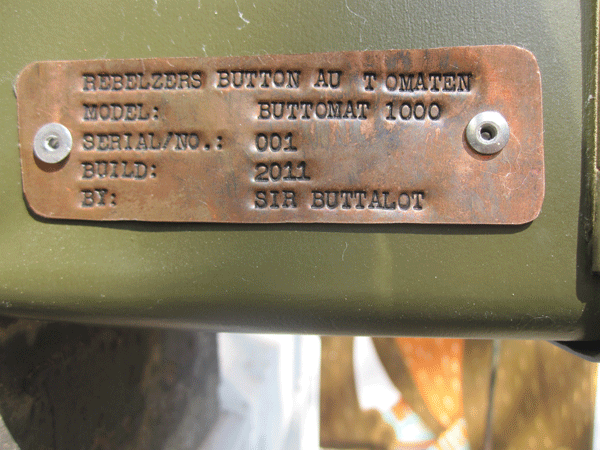 REBELZERS BUTTON AU T OMATEN
MODEL: BUTTOMAT 1000
SERIAL/NO.: 001
BUILD: 2011
BY: SIR BUTTALOT